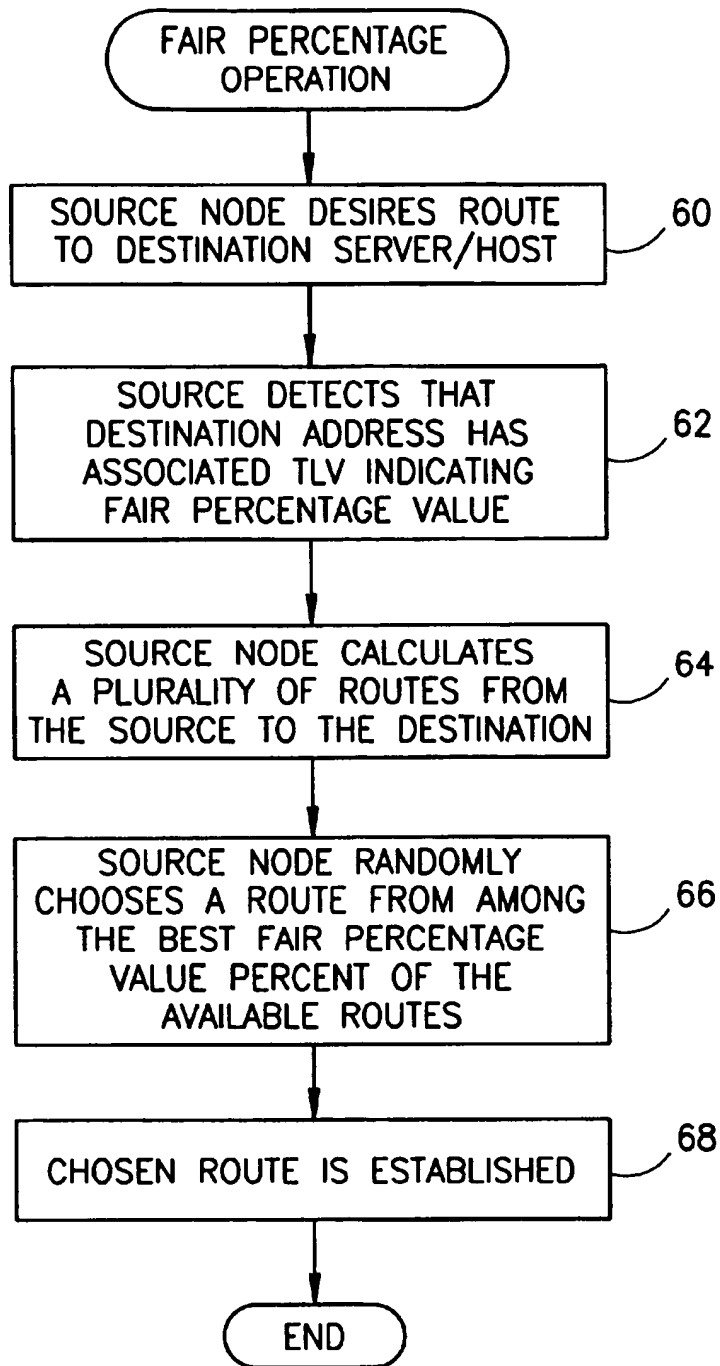 FAIR PERCENTAGE
OPERATION
SOURCE NODE DESIRES ROUTE
TO DESTINATION SERVER/HOST
60
SOURCE DETECTS THAT
DESTINATION ADDRESS HAS
ASSOCIATED TLV INDICATING
FAIR PERCENTAGE VALUE
62
SOURCE NODE CALCULATES
A PLURALITY OF ROUTES FROM
THE SOURCE TO THE DESTINATION
64
SOURCE NODE RANDOMLY
CHOOSES A ROUTE FROM AMONG
THE BEST FAIR PERCENTAGE
VALUE PERCENT OF THE
AVAILABLE ROUTES
66
CHOSEN ROUTE IS ESTABLISHED
68
END